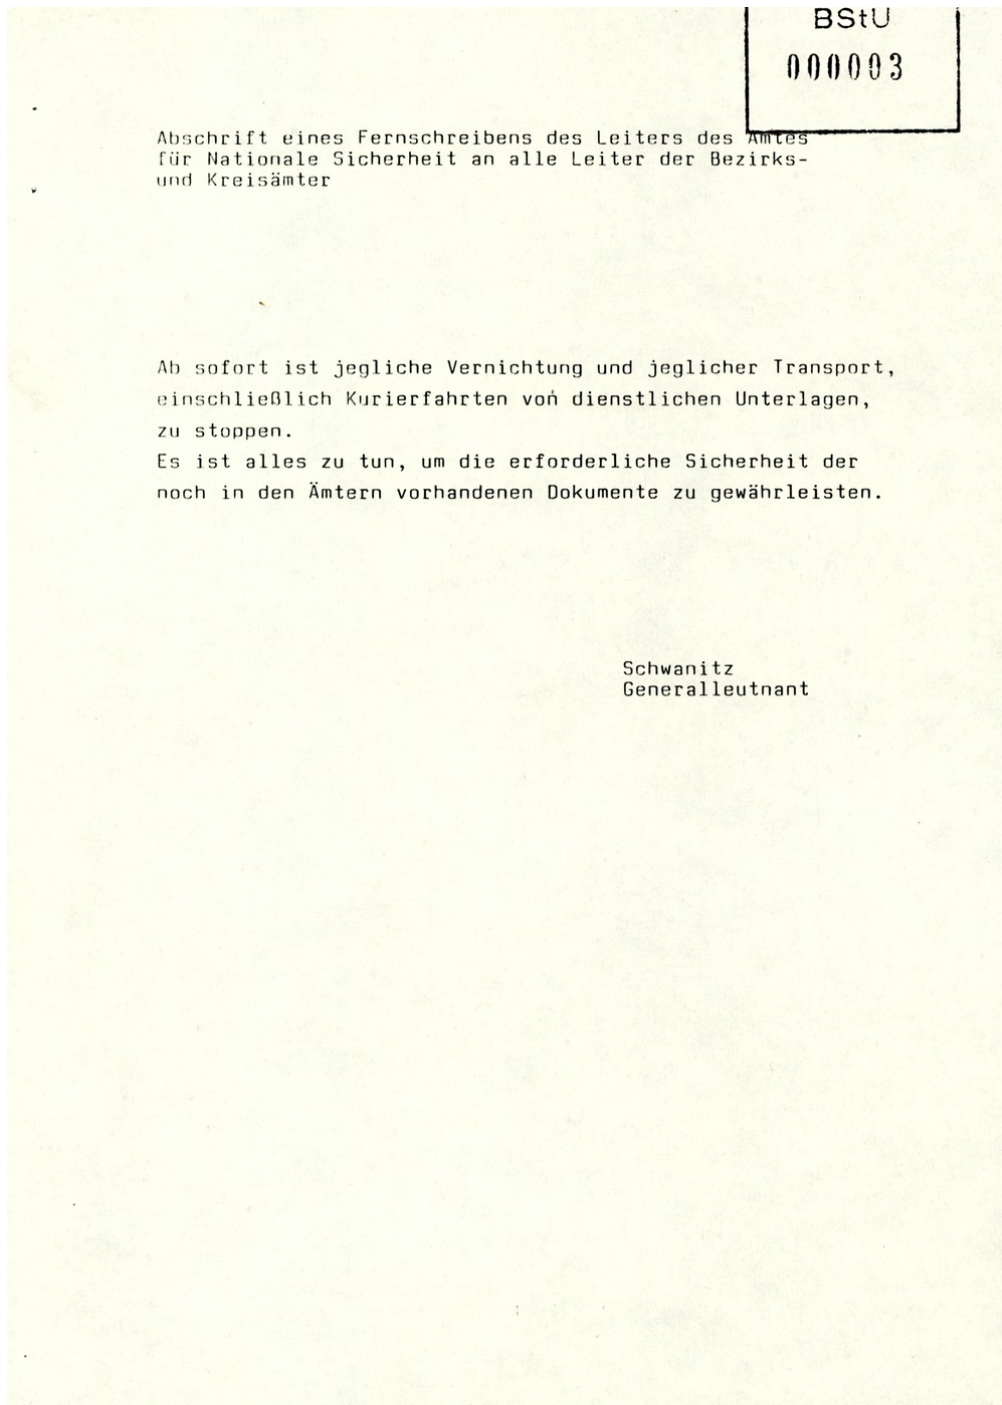 BStU
000003
Abschrift eines Fernschreibens des Leiters des Amtes
für Nationale Sicherheit an alle Leiter der Bezirks-
und Kreisämter
Ab sofort ist jegliche Vernichtung und jeglicher Transport,
einschließlich Kurierfahrten von dienstlichen Unterlagen,
zu stoppen.
Es ist alles zu tun, um die erforderliche Sicherheit der
noch in den Ämtern vorhandenen Dokumente zu gewährleisten.
Schwanitz
Generalleutnant